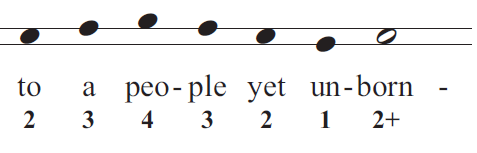 to a peo-ple yet un-born -
2 3 4 3 2 1 2+